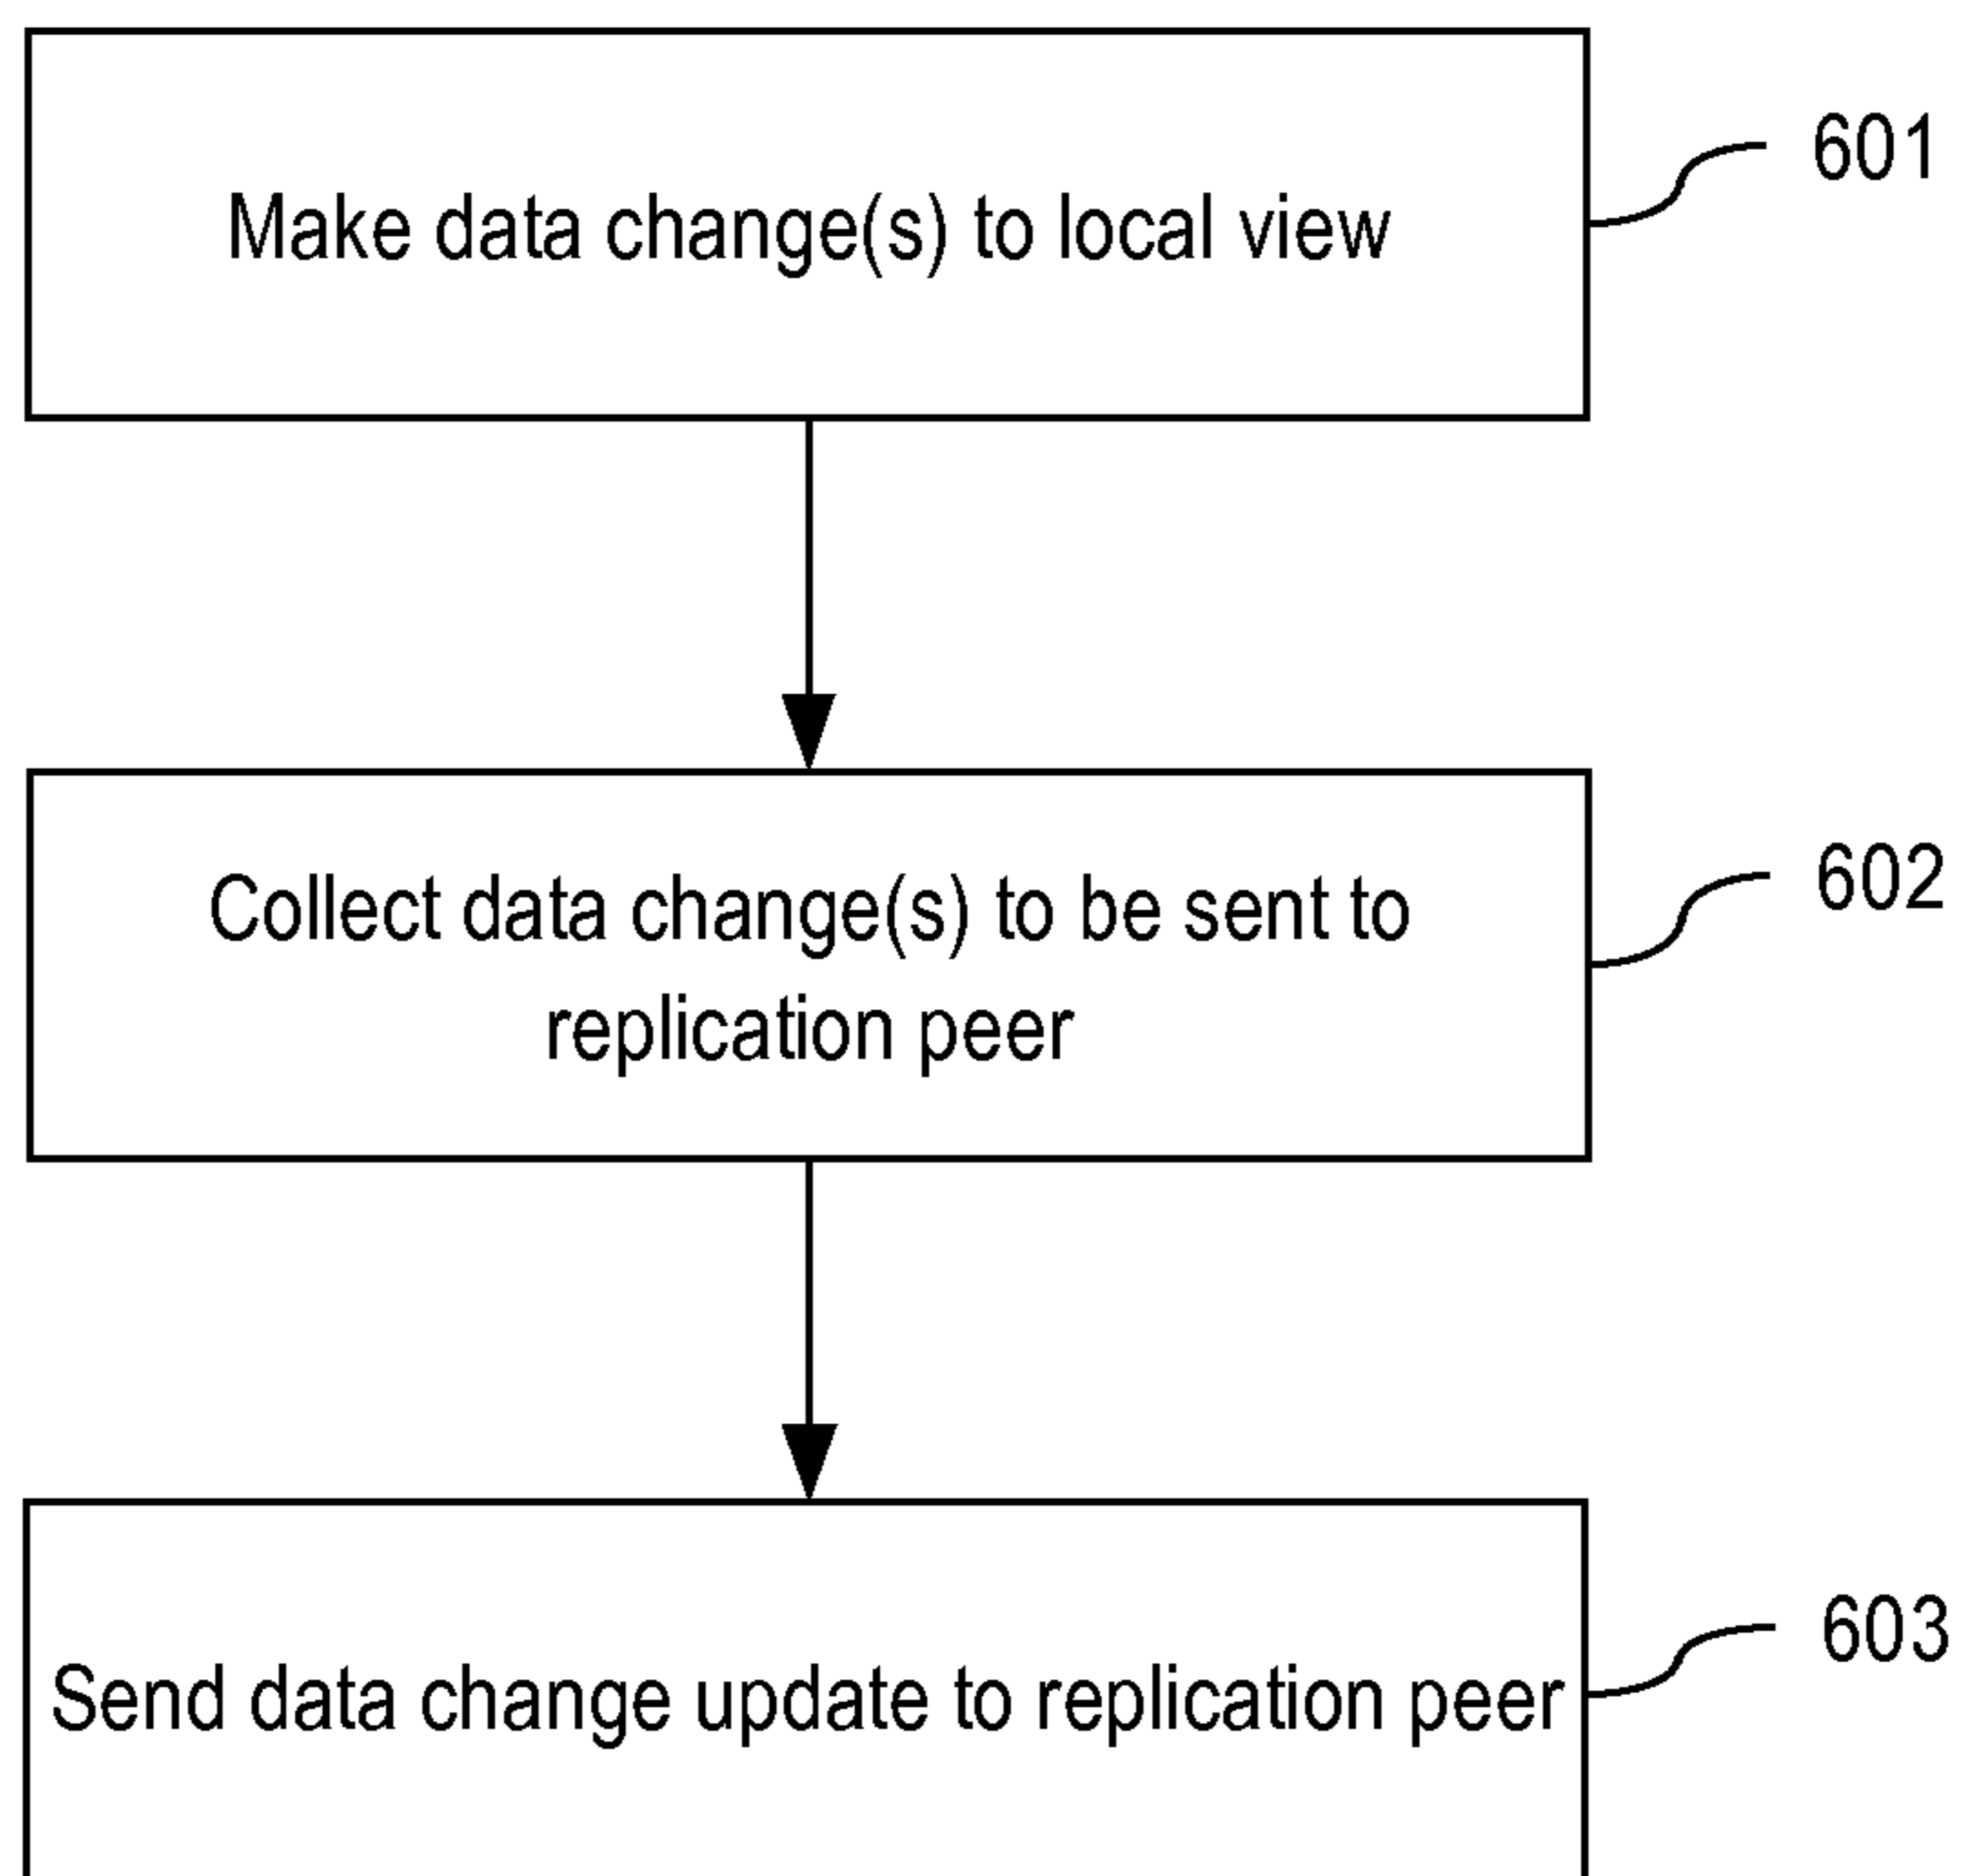 Make data change(s) to local view
601
Collect data change(s) to be sent to
replication peer
602
Send data change update to replication peer
603